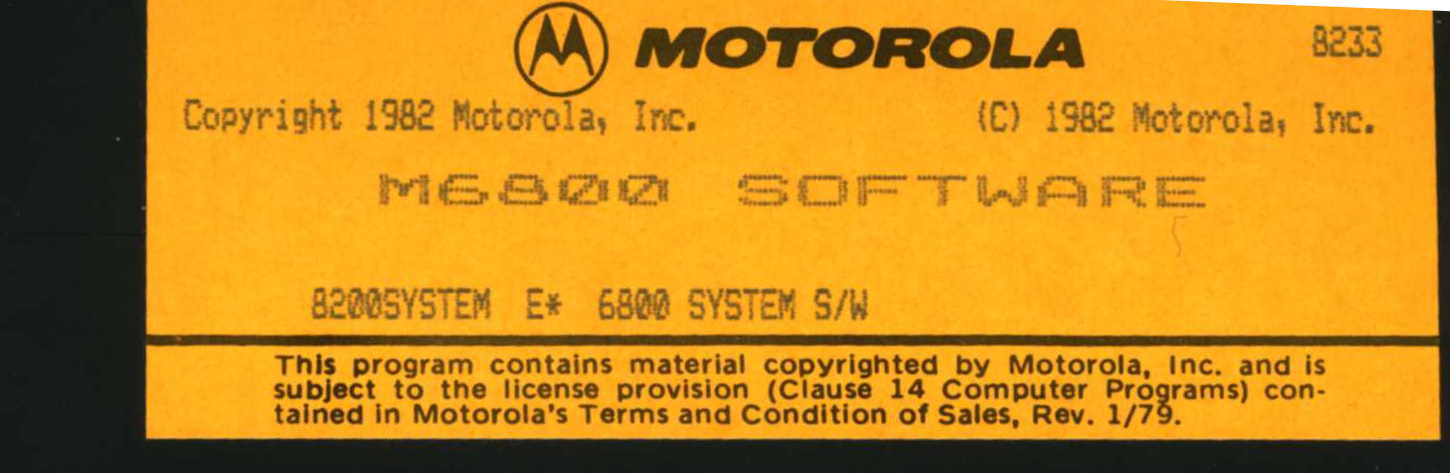 MOTOROLA 8233
Copyright 1982 Motorola, Inc. (C) 1982 Motorola, Inc.
M6800 SOFTWARE
8200SYSTEM E* 6800 SYSTEM S/W
This program contains material copyrighted by Motorola, Inc. and is
subject to the license provision (Clause 14 Computer Programs) con-
tained in Motorola's Terms and Condition of Sales, Rev. 1/79.